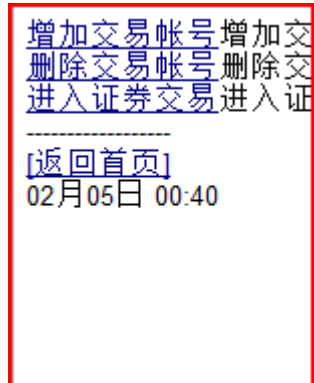 增加交易帐号增加交
删除交易帐号删除交
进入证券交易进入证
------------------
[返回首页]
02月05日 00:40